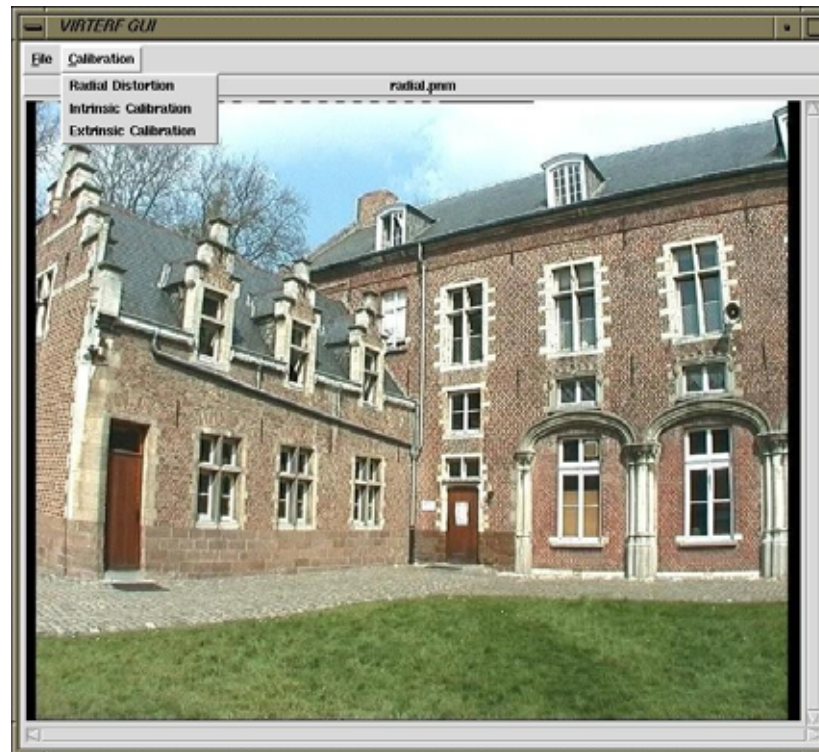 VIRTERF GUI
File Calibration
Radial Distortion
radial.pnm
Intrinsic Calibration
Extrinsic Calibration